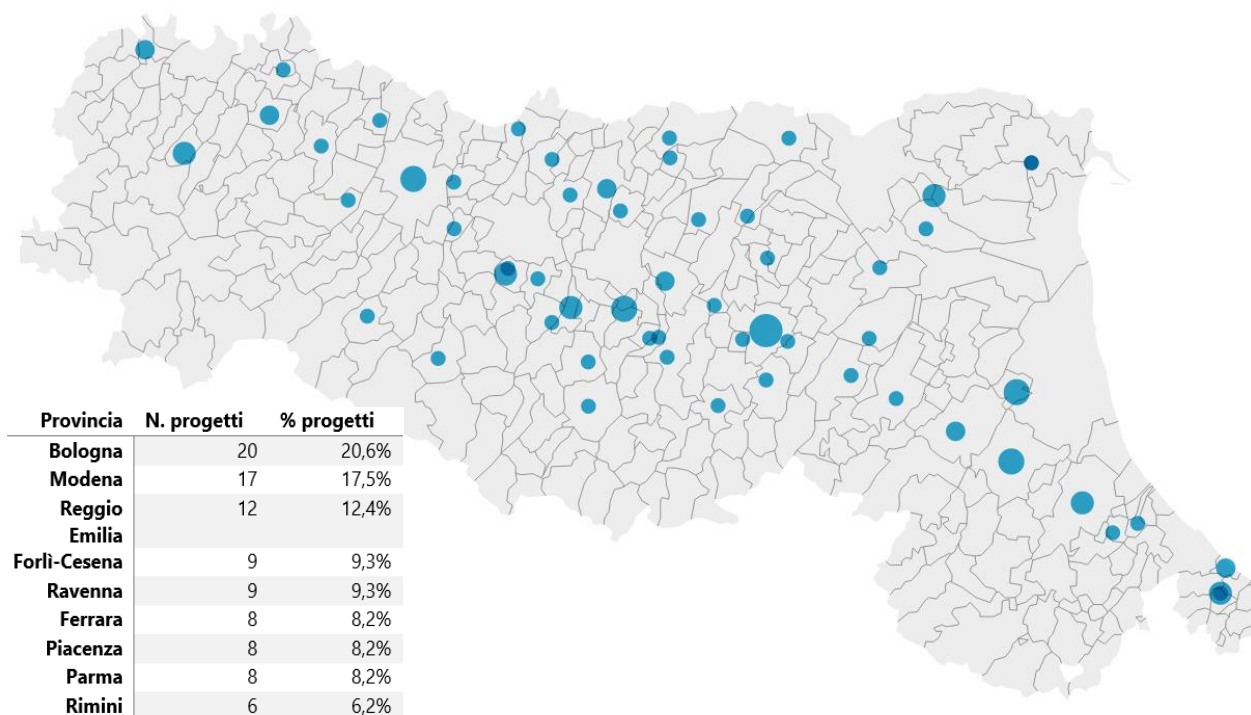 Provincia N. progetti % progetti
Bologna 20 20,6%
Modena 17 17,5%
Reggio 12 12,4%
Emilia
Forlì-Cesena 9 9,3%
Ravenna 9 9,3%
Ferrara 8 8,2%
Piacenza 8 8,2%
Parma 8 8,2%
Rimini 6 6,2%